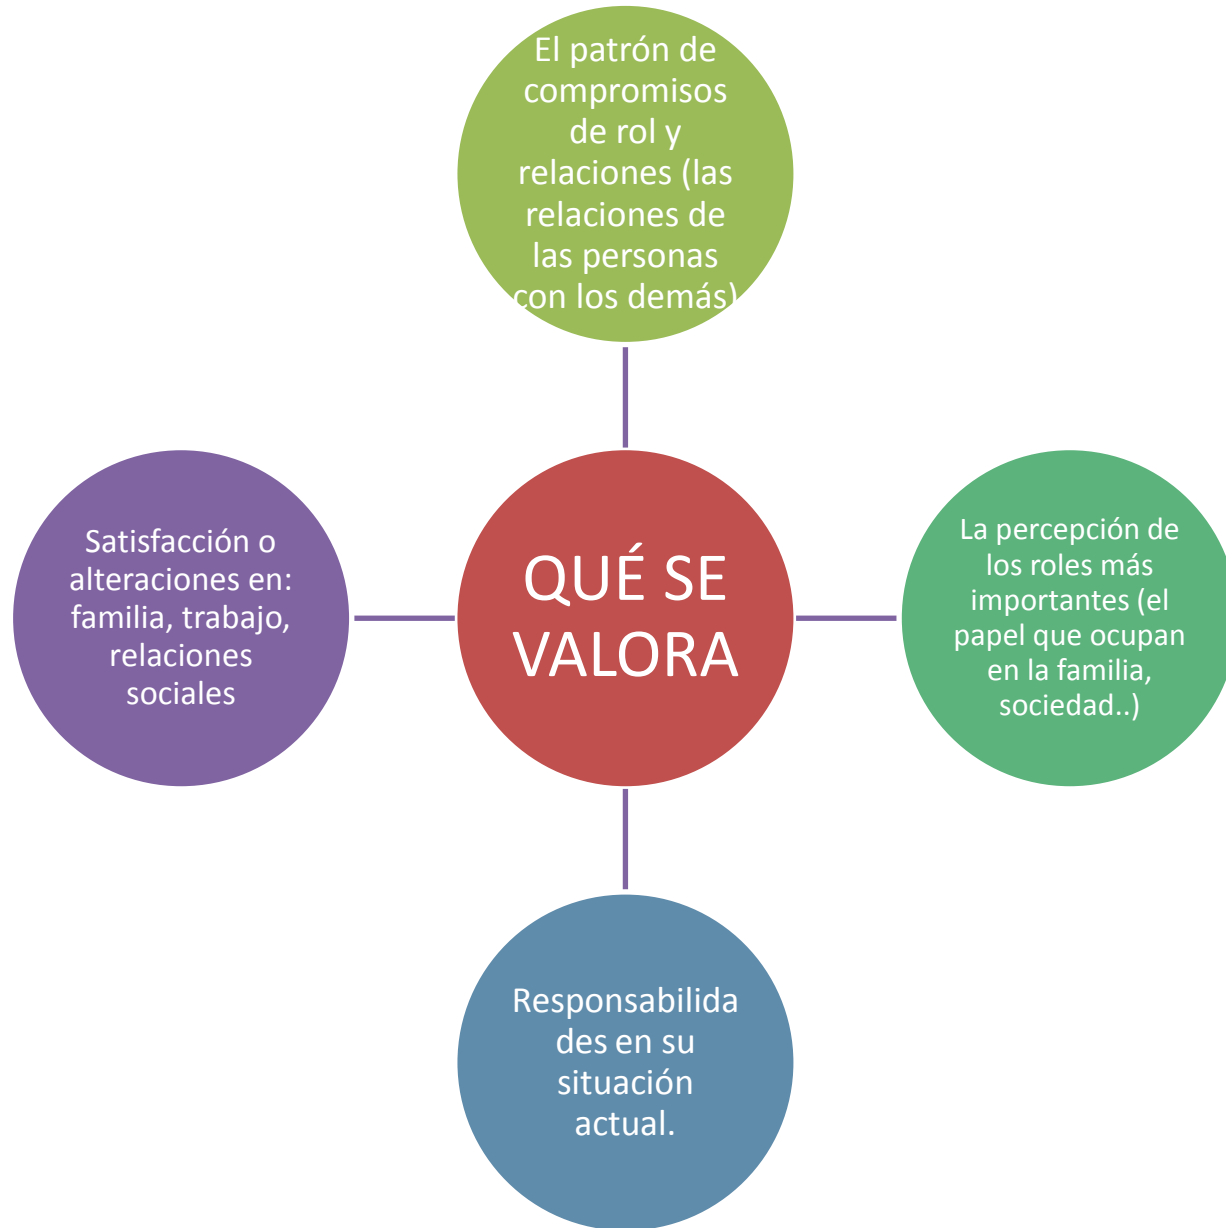 El patrón de
compromisos
de rol y
relaciones (las
relaciones de
las personas
con los demás)
Satisfacción o
alteraciones en:
familia, trabajo,
relaciones
sociales
QUÉ SE
VALORA
La percepción de
los roles más
importantes (el
papel que ocupan
en la familia,
sociedad..)
Responsabilida
des en su
situación
actual.